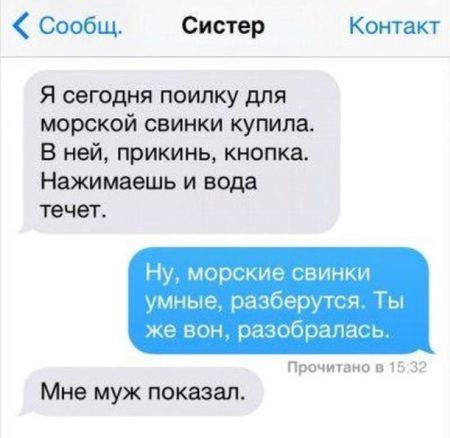 Сообщ. Систер Контакт
Я сегодня поилку для
морской свинки купила.
В ней, прикинь, кнопка.
Нажимаешь и вода
течет.
Ну, морские свинки
умные, разберутся. Ты
же вон, разобралась.
Прочитано в 15:32
Мне муж показал.